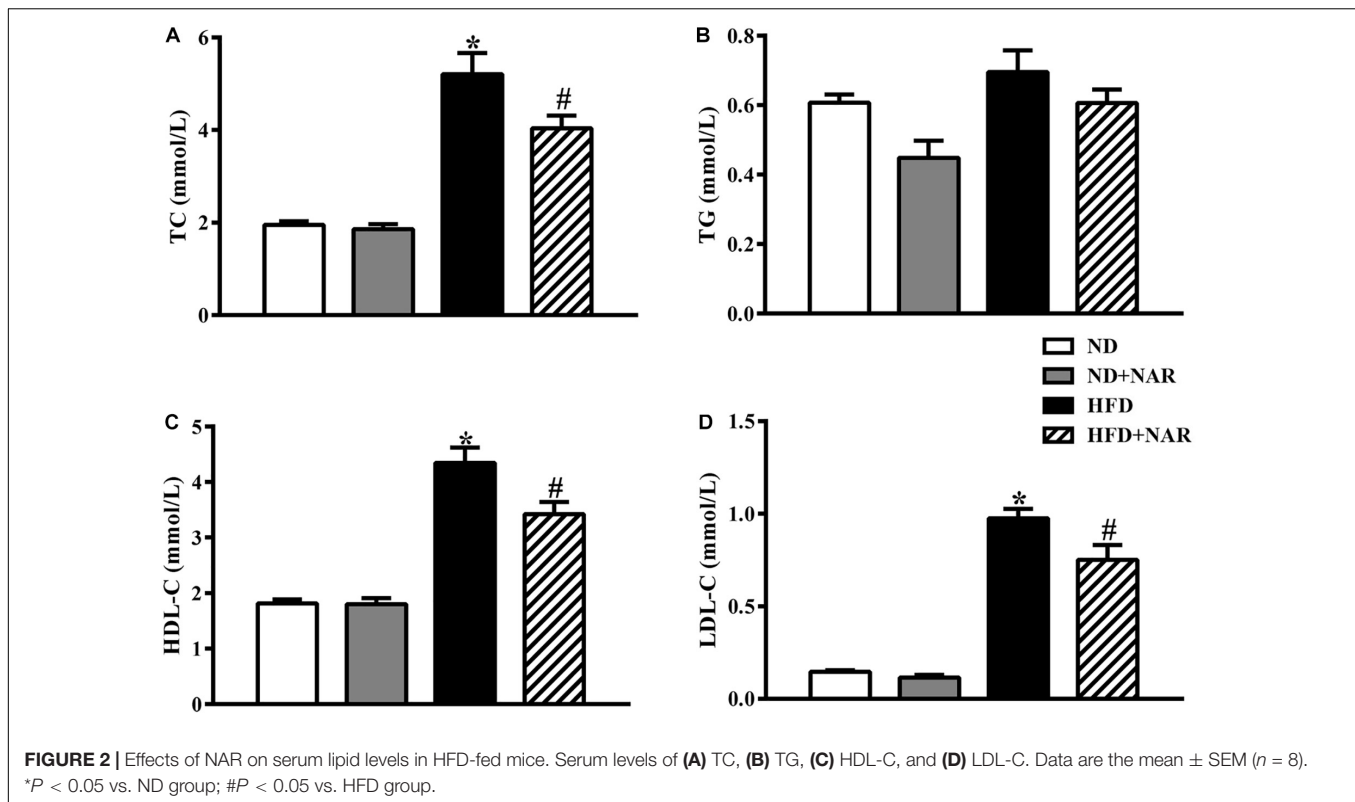 A
TC (mmol/L)
6
4
2
0
*
#
B
TG (mmol/L)
0.8
0.6
0.4
0.2
0.0
ND
ND+NAR
HFD
HFD+NAR
C
HDL-C (mmol/L)
5
4
3
2
1
0
*
#
D
LDL-C (mmol/L)
1.5
1.0
0.5
0.0
*
#
FIGURE 2 | Effects of NAR on serum lipid levels in HFD-fed mice. Serum levels of (A) TC, (B) TG, (C) HDL-C, and (D) LDL-C. Data are the mean ± SEM (n = 8).
*P < 0.05 vs. ND group; #P < 0.05 vs. HFD group.